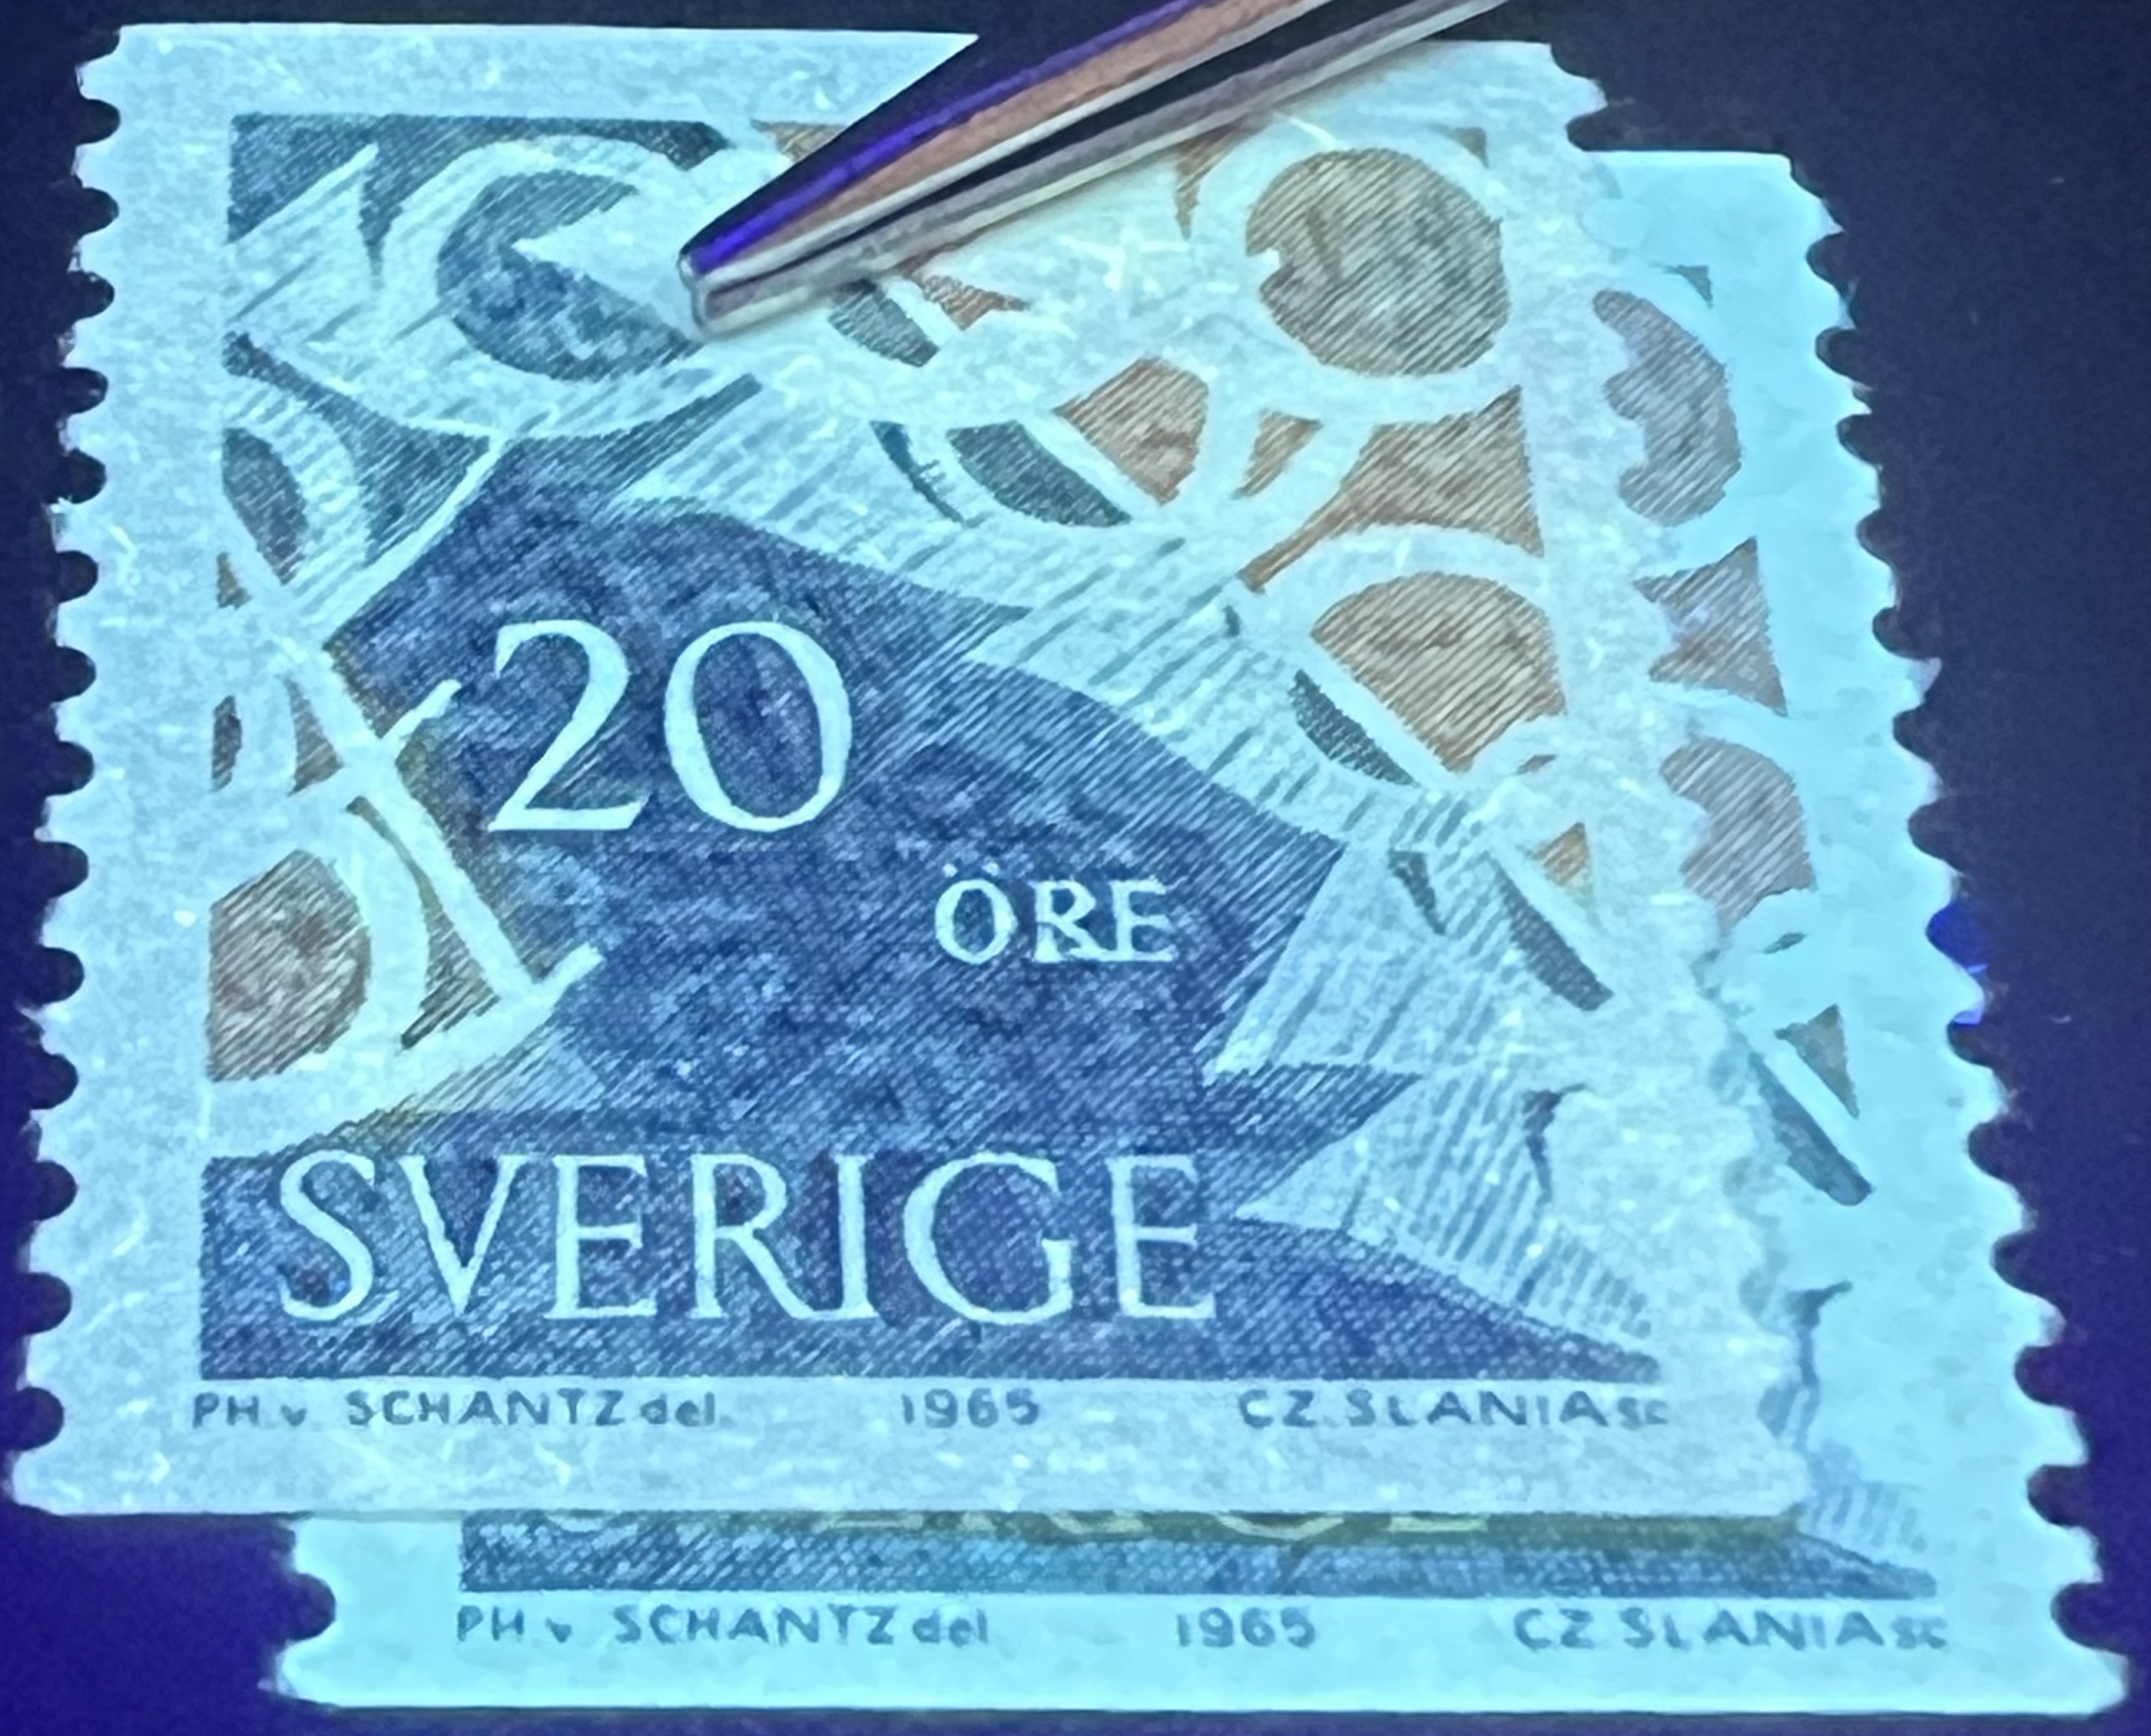 20
ÖRE
SVERIGE
PH v SCHANTZ del 1965 CZ SLANIA sc
PH v SCHANTZ del 1965 CZ SLANIA sc